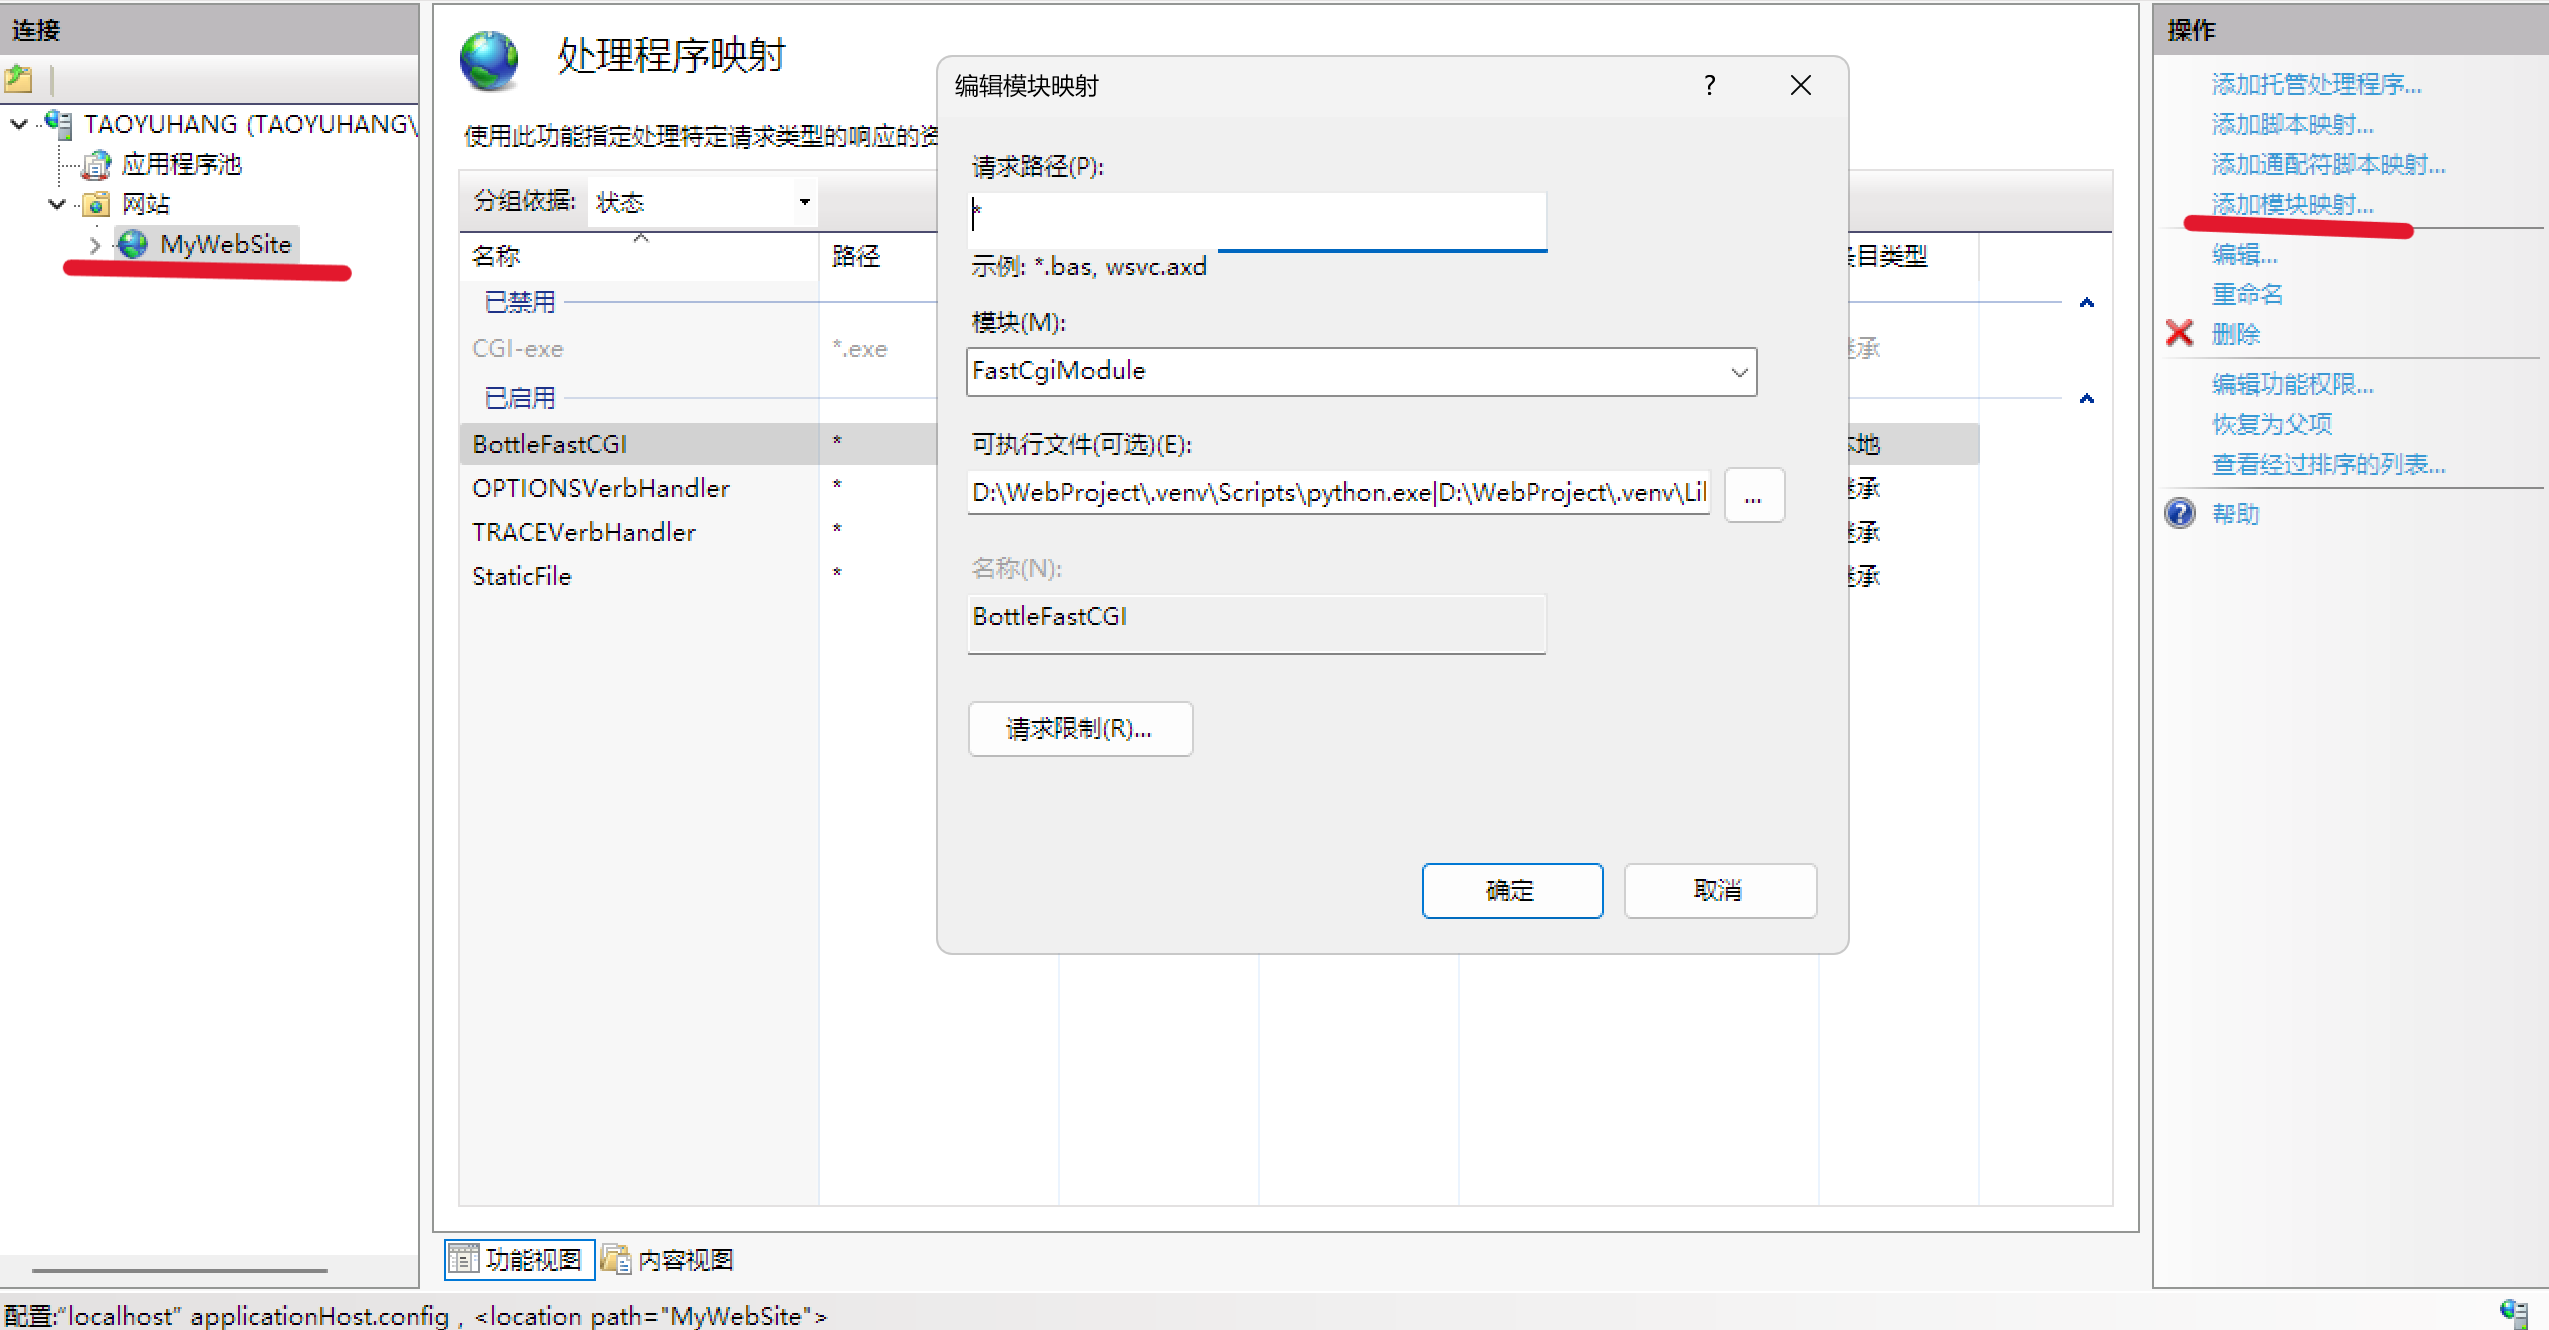 连接
TAOYUHANG (TAOYUHANG\
应用程序池
网站
MyWebSite
处理程序映射
使用此功能指定处理特定请求类型的响应的
分组依据: 状态
名称 路径 目类型
已禁用
CGI-exe *.exe 继承
已启用
BottleFastCGI * 本地
OPTIONSVerbHandler * 继承
TRACEVerbHandler * 继承
StaticFile * 继承
编辑模块映射 ?
请求路径(P):
*
示例: *.bas, wsvc.axd
模块(M):
FastCgiModule
可执行文件(可选)(E):
D:\WebProject\.venv\Scripts\python.exe|D:\WebProject\.venv\Lil
...
名称(N):
BottleFastCGI
请求限制(R)...
确定 取消
操作
添加托管处理程序...
添加脚本映射...
添加通配符脚本映射...
添加模块映射...
编辑...
重命名
删除
编辑功能权限...
恢复为父项
查看经过排序的列表...
帮助
功能视图 内容视图
配置:“localhost” applicationHost.config , <location path="MyWebSite">